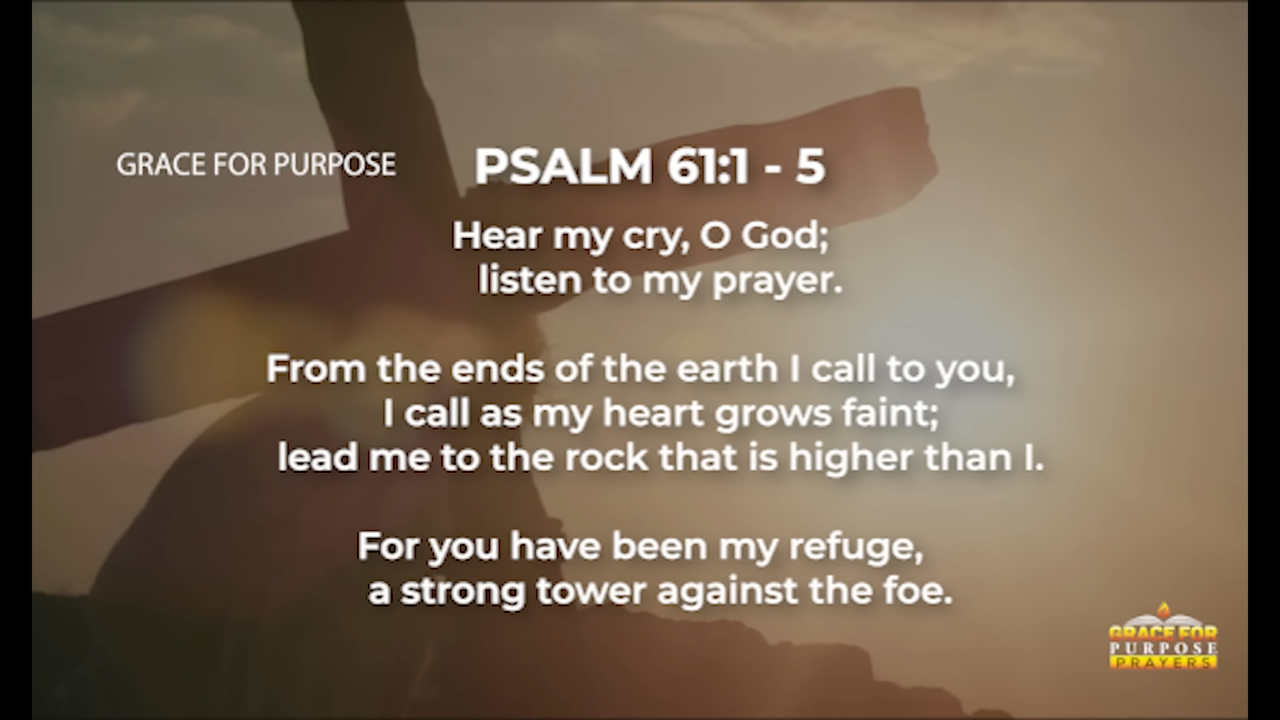 GRACE FOR PURPOSE
PSALM 61:1 - 5
Hear my cry, O God;
listen to my prayer.
From the ends of the earth I call to you,
I call as my heart grows faint;
lead me to the rock that is higher than I.
For you have been my refuge,
a strong tower against the foe.
GRACE FOR
PURPOSE
PRAYERS